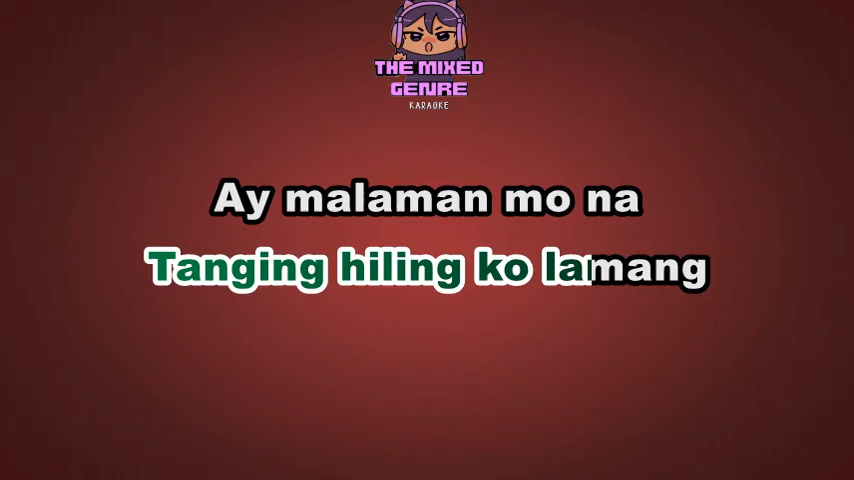 THE MIXED
GENRE
KARAOKE
Ay malaman mo na
Tanging hiling ko lamang